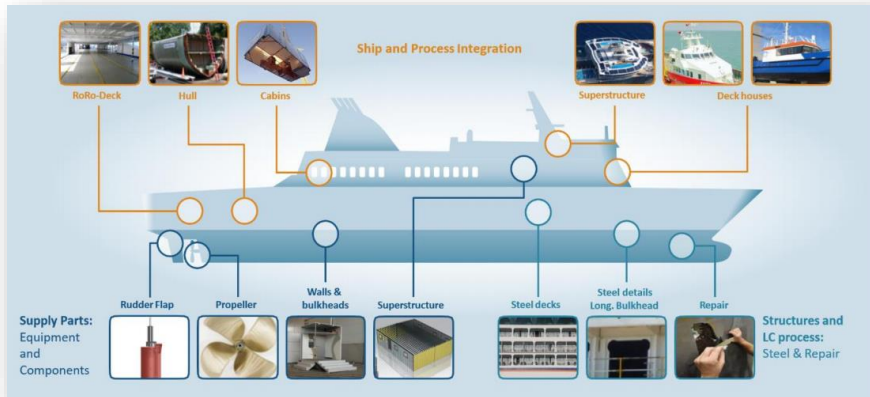 Ship and Process Integration
RoRo-Deck
Hull
Cabins
Superstructure
Deck houses
Rudder Flap
Propeller
Walls &
bulkheads
Superstructure
Steel decks
Steel details
Long. Bulkhead
Repair
Supply Parts:
Equipment
and
Components
Structures and
LC process:
Steel & Repair